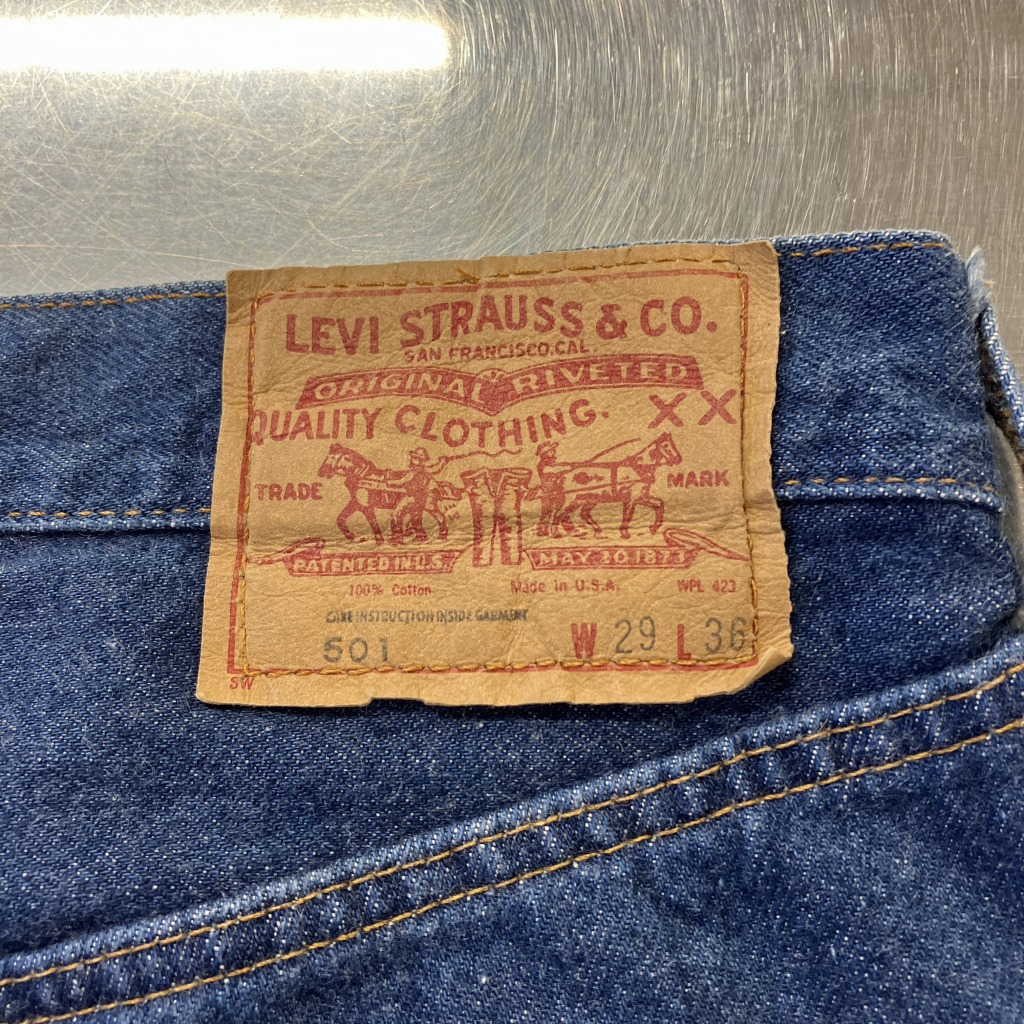 LEVI STRAUSS & CO.
SAN FRANCISCO, CAL.
ORIGINAL RIVETED
QUALITY CLOTHING. XX
TRADE MARK
PATENTED IN U.S. MAY 20 1873
100% Cotton Made in U.S.A. WPL 423
CARE INSTRUCTION INSIDE GARMENT
501 W 29 L 36
SW